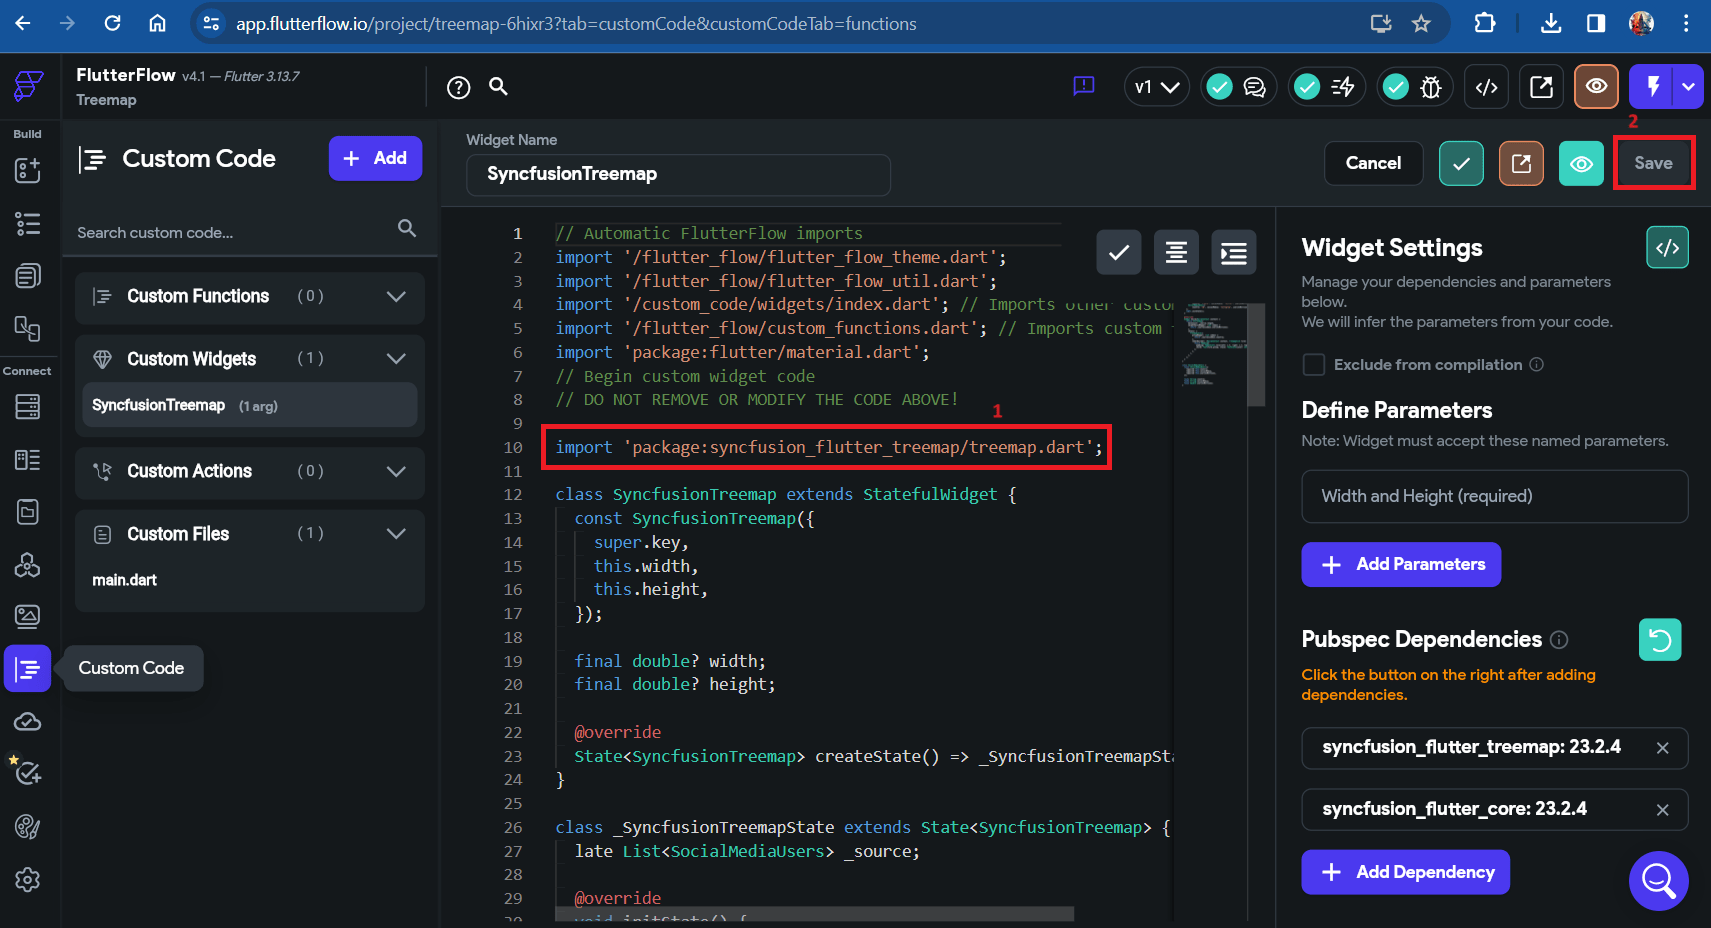 app.flutterflow.io/project/treemap-6hixr3?tab=customCode&customCodeTab=functions
FlutterFlow v4.1 — Flutter 3.13.7
Treemap
?
v1
2
Build
Connect
Custom Code
+ Add
Search custom code...
Custom Functions (0)
Custom Widgets (1)
SyncfusionTreemap (1 arg)
Custom Actions (0)
Custom Files (1)
main.dart
Custom Code
Widget Name
SyncfusionTreemap
Cancel
Save
1 // Automatic FlutterFlow imports
2 import '/flutter_flow/flutter_flow_theme.dart';
3 import '/flutter_flow/flutter_flow_util.dart';
4 import '/custom_code/widgets/index.dart'; // Imports other custom
5 import '/flutter_flow/custom_functions.dart'; // Imports custom
6 import 'package:flutter/material.dart';
7 // Begin custom widget code
8 // DO NOT REMOVE OR MODIFY THE CODE ABOVE!
9
1
10 import 'package:syncfusion_flutter_treemap/treemap.dart';
11
12 class SyncfusionTreemap extends StatefulWidget {
13 const SyncfusionTreemap({
14 super.key,
15 this.width,
16 this.height,
17 });
18
19 final double? width;
20 final double? height;
21
22 @override
23 State<SyncfusionTreemap> createState() => _SyncfusionTreemapSta
24 }
25
26 class _SyncfusionTreemapState extends State<SyncfusionTreemap> {
27 late List<SocialMediaUsers> _source;
28
29 @override
30 void initState() {
Widget Settings
Manage your dependencies and parameters
below.
We will infer the parameters from your code.
Exclude from compilation
Define Parameters
Note: Widget must accept these named parameters.
Width and Height (required)
+ Add Parameters
Pubspec Dependencies
Click the button on the right after adding
dependencies.
syncfusion_flutter_treemap: 23.2.4
syncfusion_flutter_core: 23.2.4
+ Add Dependency